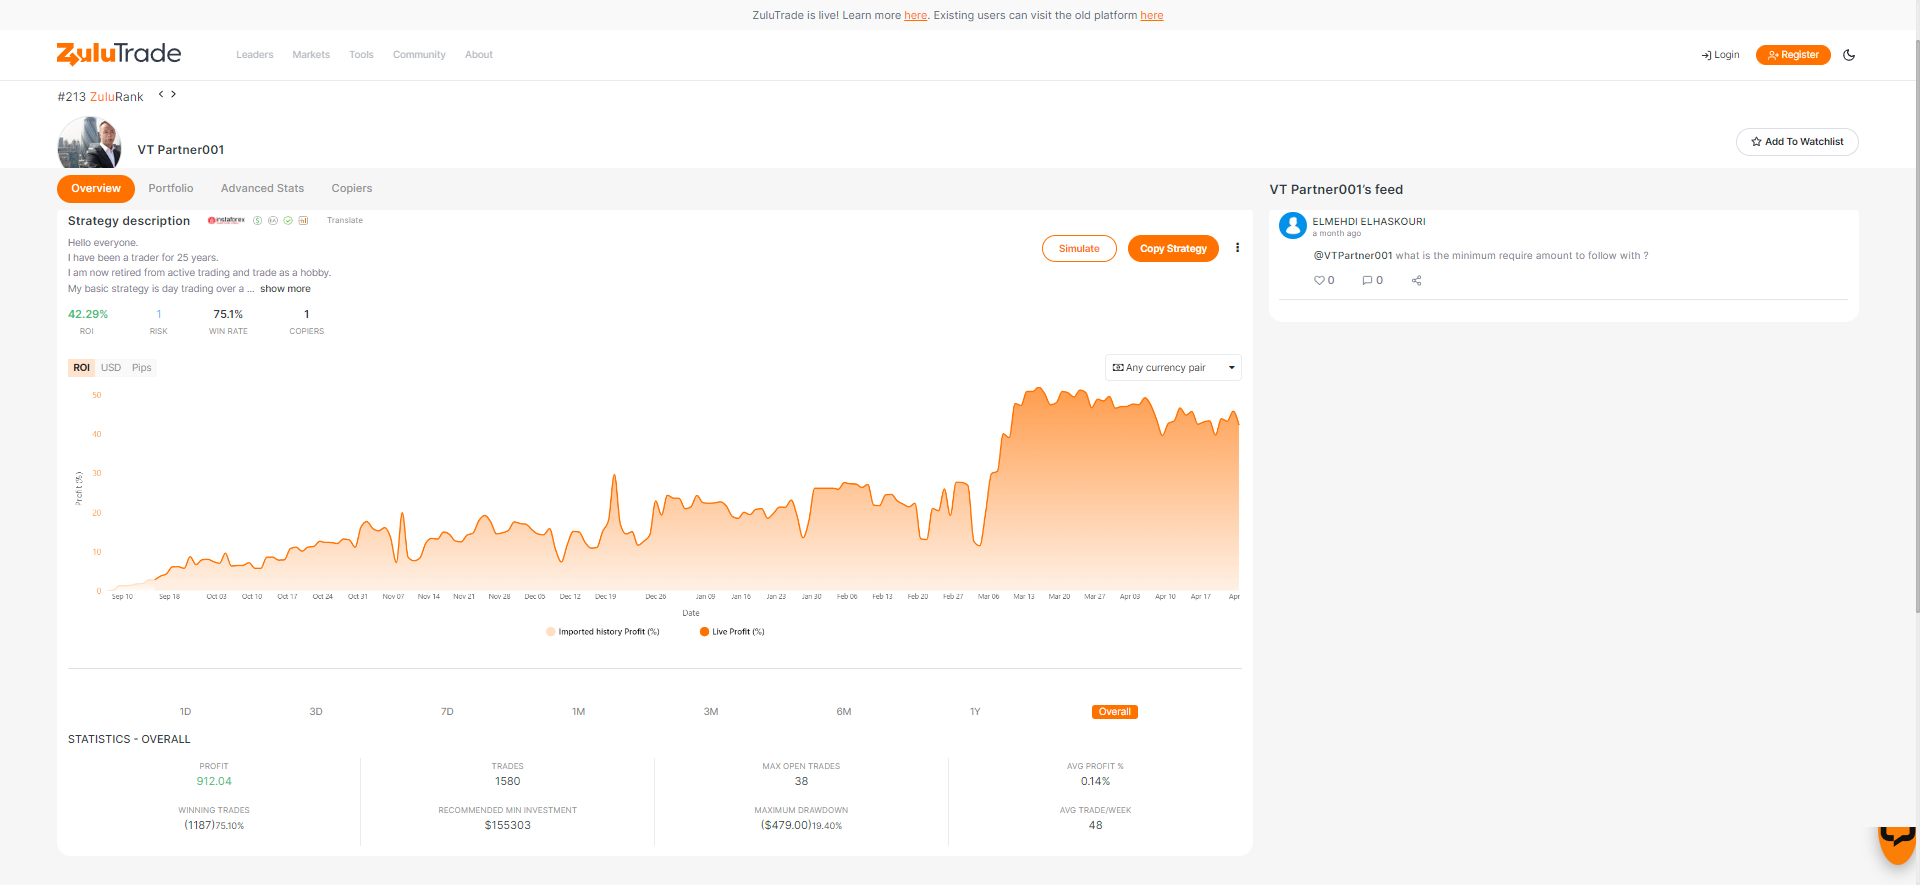 ZuluTrade is live! Learn more here. Existing users can visit the old platform here
ZuluTrade
Leaders Markets Tools Community About
Login
Register
#213 ZuluRank
VT Partner001
Add To Watchlist
Overview Portfolio Advanced Stats Copiers
Strategy description instaforex Translate
Hello everyone.
I have been a trader for 25 years.
I am now retired from active trading and trade as a hobby.
My basic strategy is day trading over a ... show more
Simulate
Copy Strategy
42.29% 1 75.1% 1
ROI RISK WIN RATE COPIERS
ROI USD Pips
Any currency pair
50
40
30
20
10
0
Profit (%)
Sep 10 Sep 18 Oct 03 Oct 10 Oct 17 Oct 24 Oct 31 Nov 07 Nov 14 Nov 21 Nov 28 Dec 05 Dec 12 Dec 19 Dec 26 Jan 09 Jan 16 Jan 23 Jan 30 Feb 06 Feb 13 Feb 20 Feb 27 Mar 06 Mar 13 Mar 20 Mar 27 Apr 03 Apr 10 Apr 17 Apr
Date
Imported history Profit (%) Live Profit (%)
1D 3D 7D 1M 3M 6M 1Y Overall
STATISTICS - OVERALL
PROFIT TRADES MAX OPEN TRADES AVG PROFIT %
912.04 1580 38 0.14%
WINNING TRADES RECOMMENDED MIN INVESTMENT MAXIMUM DRAWDOWN AVG TRADE/WEEK
(1187)75.10% $155303 ($479.00)19.40% 48
VT Partner001's feed
ELMEHDI ELHASKOURI
a month ago
@VTPartner001 what is the minimum require amount to follow with ?
0 0